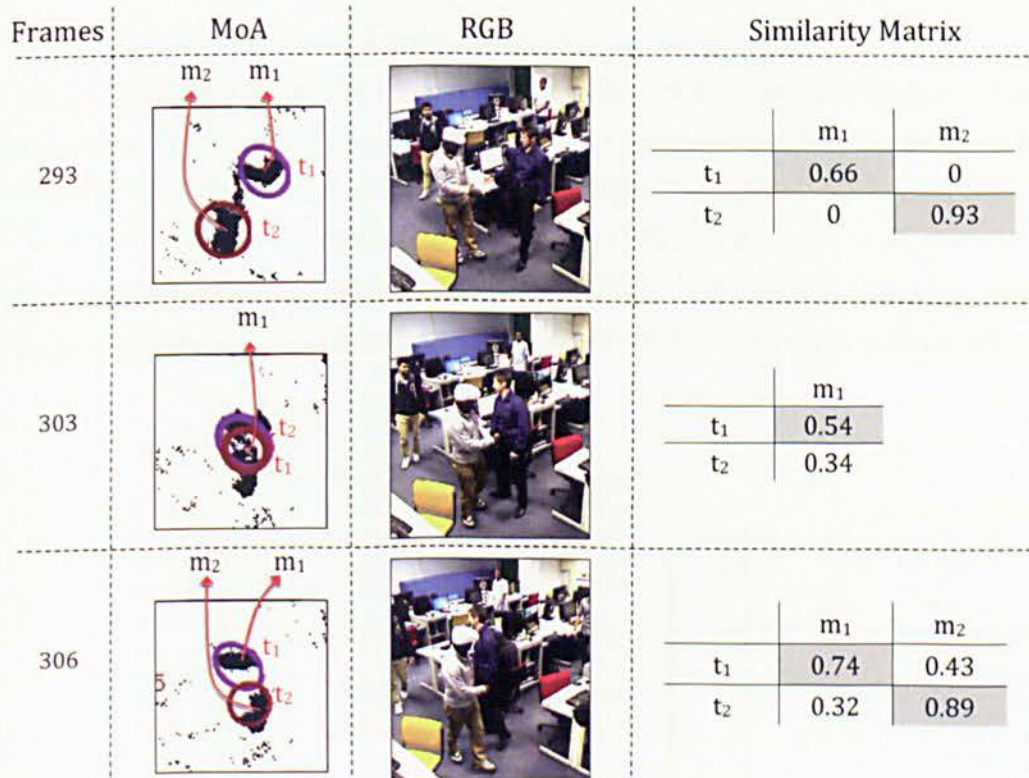 Frames MoA RGB Similarity Matrix
m₂ m₁
293
t₁
t₂
m₁ m₂
t₁ 0.66 0
t₂ 0 0.93
m₁
303
t₂
t₁
m₁
t₁ 0.54
t₂ 0.34
m₂ m₁
306
t₁
t₂
m₁ m₂
t₁ 0.74 0.43
t₂ 0.32 0.89